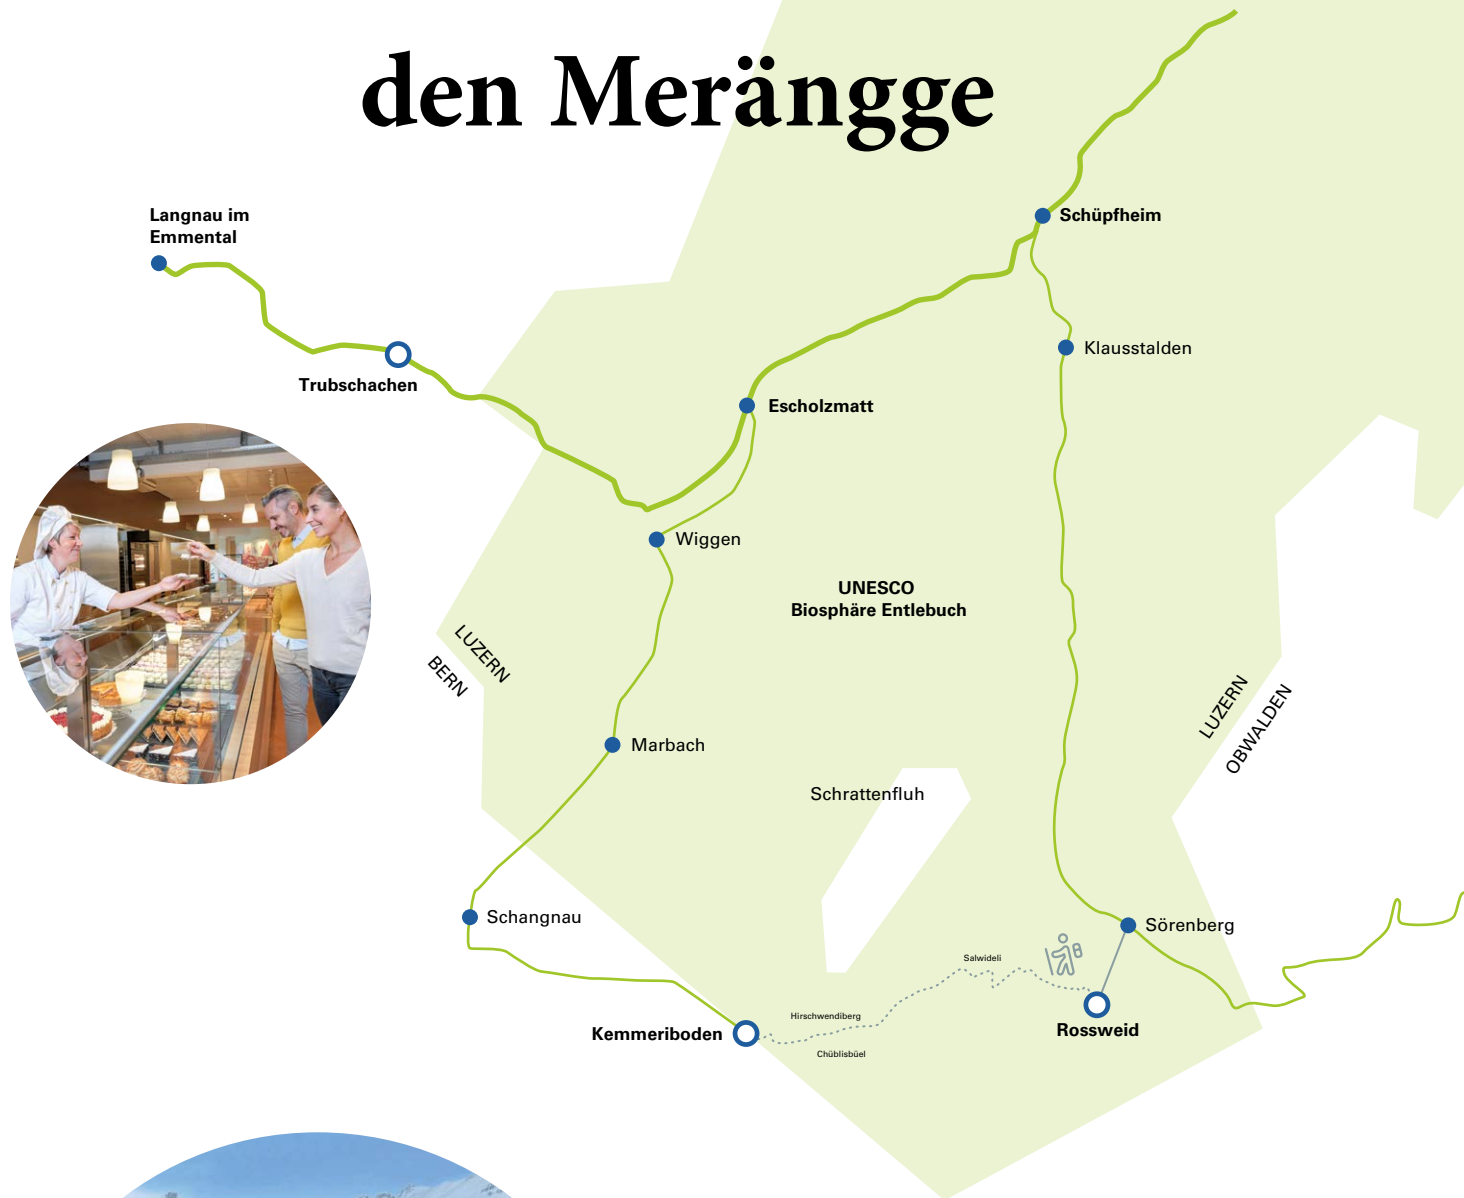 den Merängge
Langnau im
Emmental
Schüpfheim
Klausstalden
Trubschachen
Escholzmatt
Wiggen
UNESCO
Biosphäre Entlebuch
LUZERN
BERN
LUZERN
OBWALDEN
Marbach
Schrattenfluh
Schangnau
Sörenberg
Salwideli
Hirschwendiberg
Rossweid
Kemmeriboden
Chüblisbüel